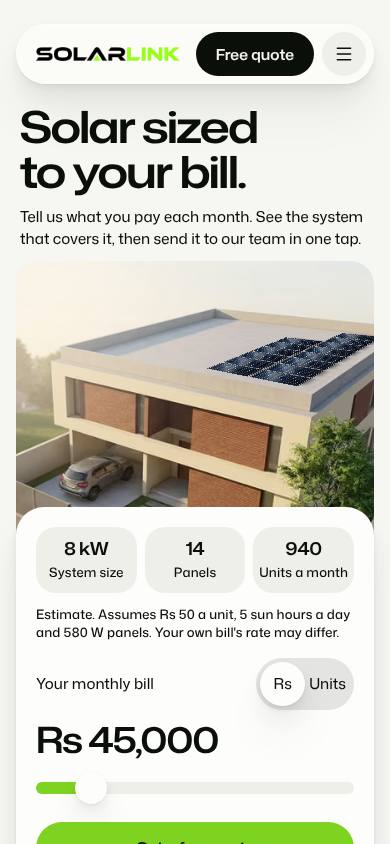 SOLARLINK
Free quote
Solar sized
to your bill.
Tell us what you pay each month. See the system
that covers it, then send it to our team in one tap.
8 kW
System size
14
Panels
940
Units a month
Estimate. Assumes Rs 50 a unit, 5 sun hours a day
and 580 W panels. Your own bill's rate may differ.
Your monthly bill
Rs
Units
Rs 45,000